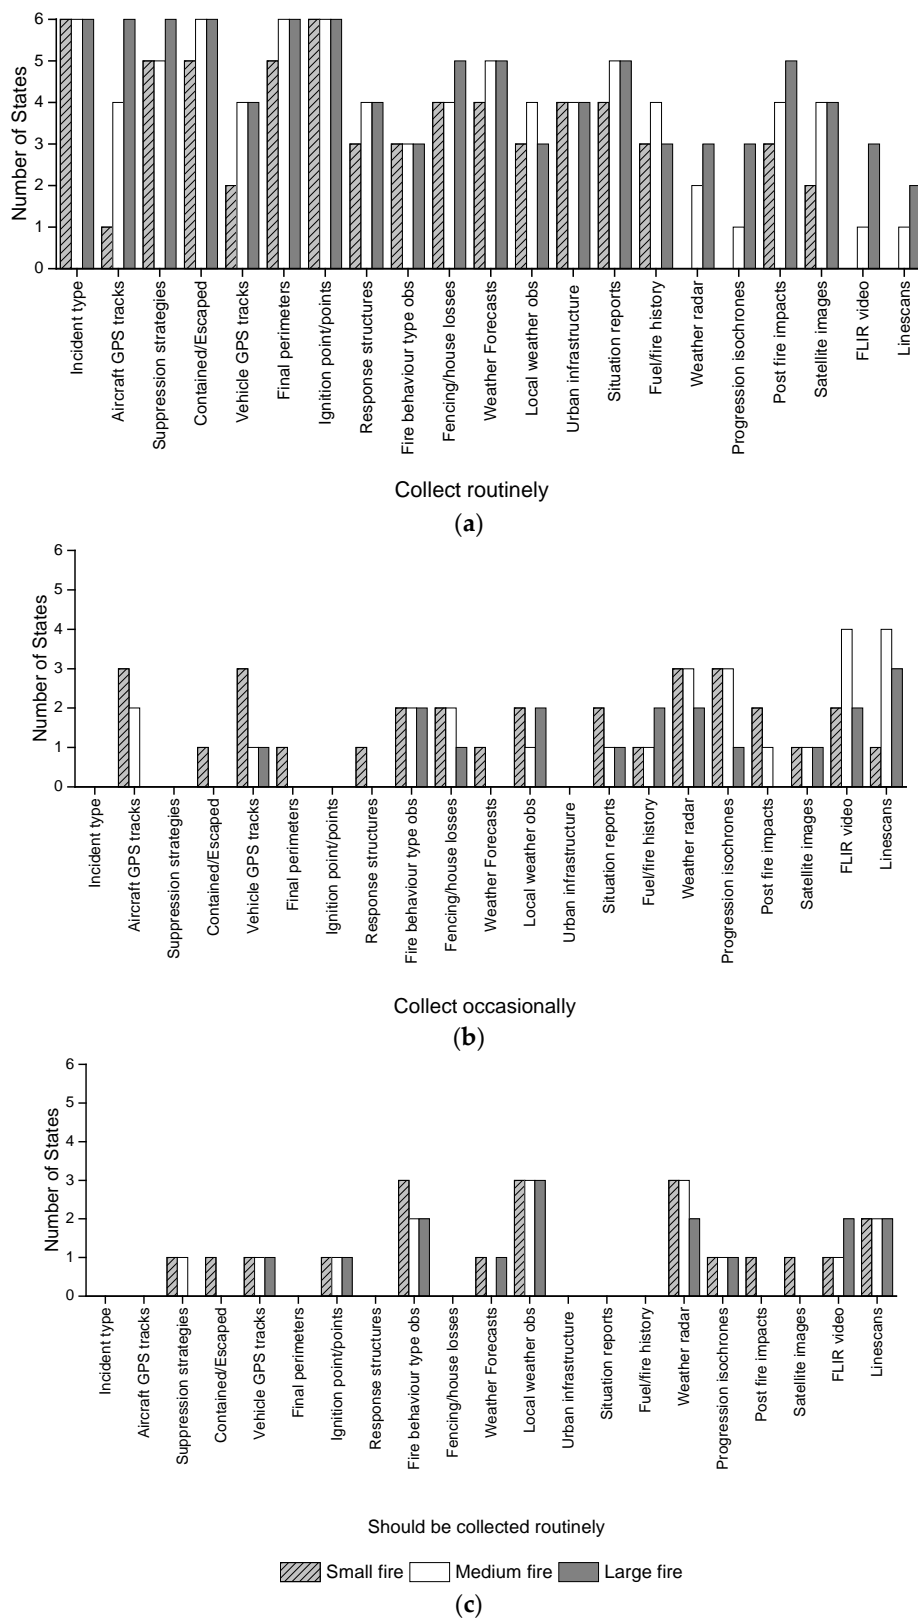 6
5
4
3
2
1
0
Number of States
Incident type
Aircraft GPS tracks
Suppression strategies
Contained/Escaped
Vehicle GPS tracks
Final perimeters
Ignition point/points
Response structures
Fire behaviour type obs
Fencing/house losses
Weather Forecasts
Local weather obs
Urban infrastructure
Situation reports
Fuel/fire history
Weather radar
Progression isochrones
Post fire impacts
Satellite images
FLIR video
Linescans
Collect routinely
(a)
6
5
4
3
2
1
0
Number of States
Incident type
Aircraft GPS tracks
Suppression strategies
Contained/Escaped
Vehicle GPS tracks
Final perimeters
Ignition point/points
Response structures
Fire behaviour type obs
Fencing/house losses
Weather Forecasts
Local weather obs
Urban infrastructure
Situation reports
Fuel/fire history
Weather radar
Progression isochrones
Post fire impacts
Satellite images
FLIR video
Linescans
Collect occasionally
(b)
6
5
4
3
2
1
0
Number of States
Incident type
Aircraft GPS tracks
Suppression strategies
Contained/Escaped
Vehicle GPS tracks
Final perimeters
Ignition point/points
Response structures
Fire behaviour type obs
Fencing/house losses
Weather Forecasts
Local weather obs
Urban infrastructure
Situation reports
Fuel/fire history
Weather radar
Progression isochrones
Post fire impacts
Satellite images
FLIR video
Linescans
Should be collected routinely
Small fire Medium fire Large fire
(c)